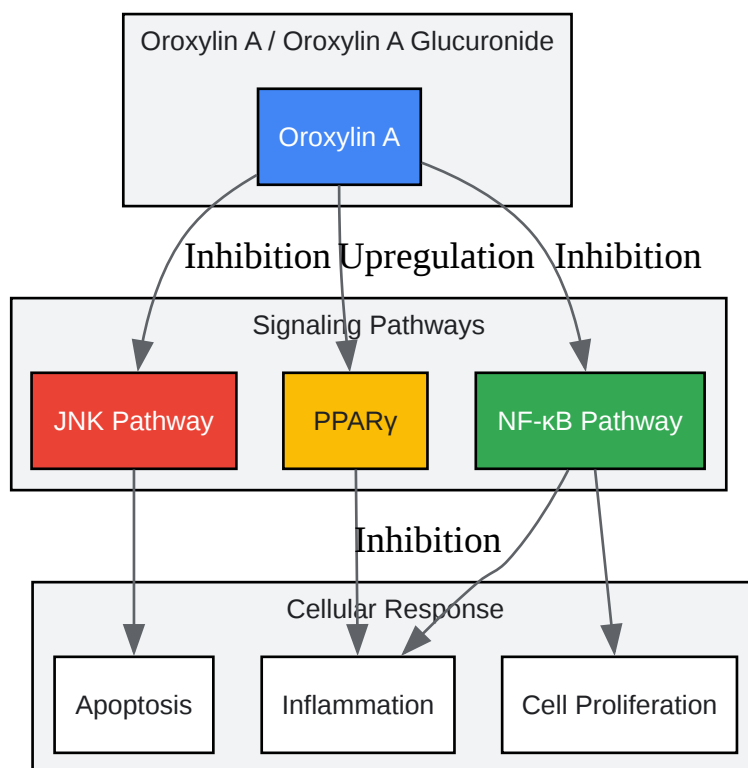 Oroxylin A / Oroxylin A Glucuronide
Oroxylin A
Inhibition
Upregulation
Inhibition
Signaling Pathways
JNK Pathway
PPARγ
NF-κB Pathway
Inhibition
Cellular Response
Apoptosis
Inflammation
Cell Proliferation